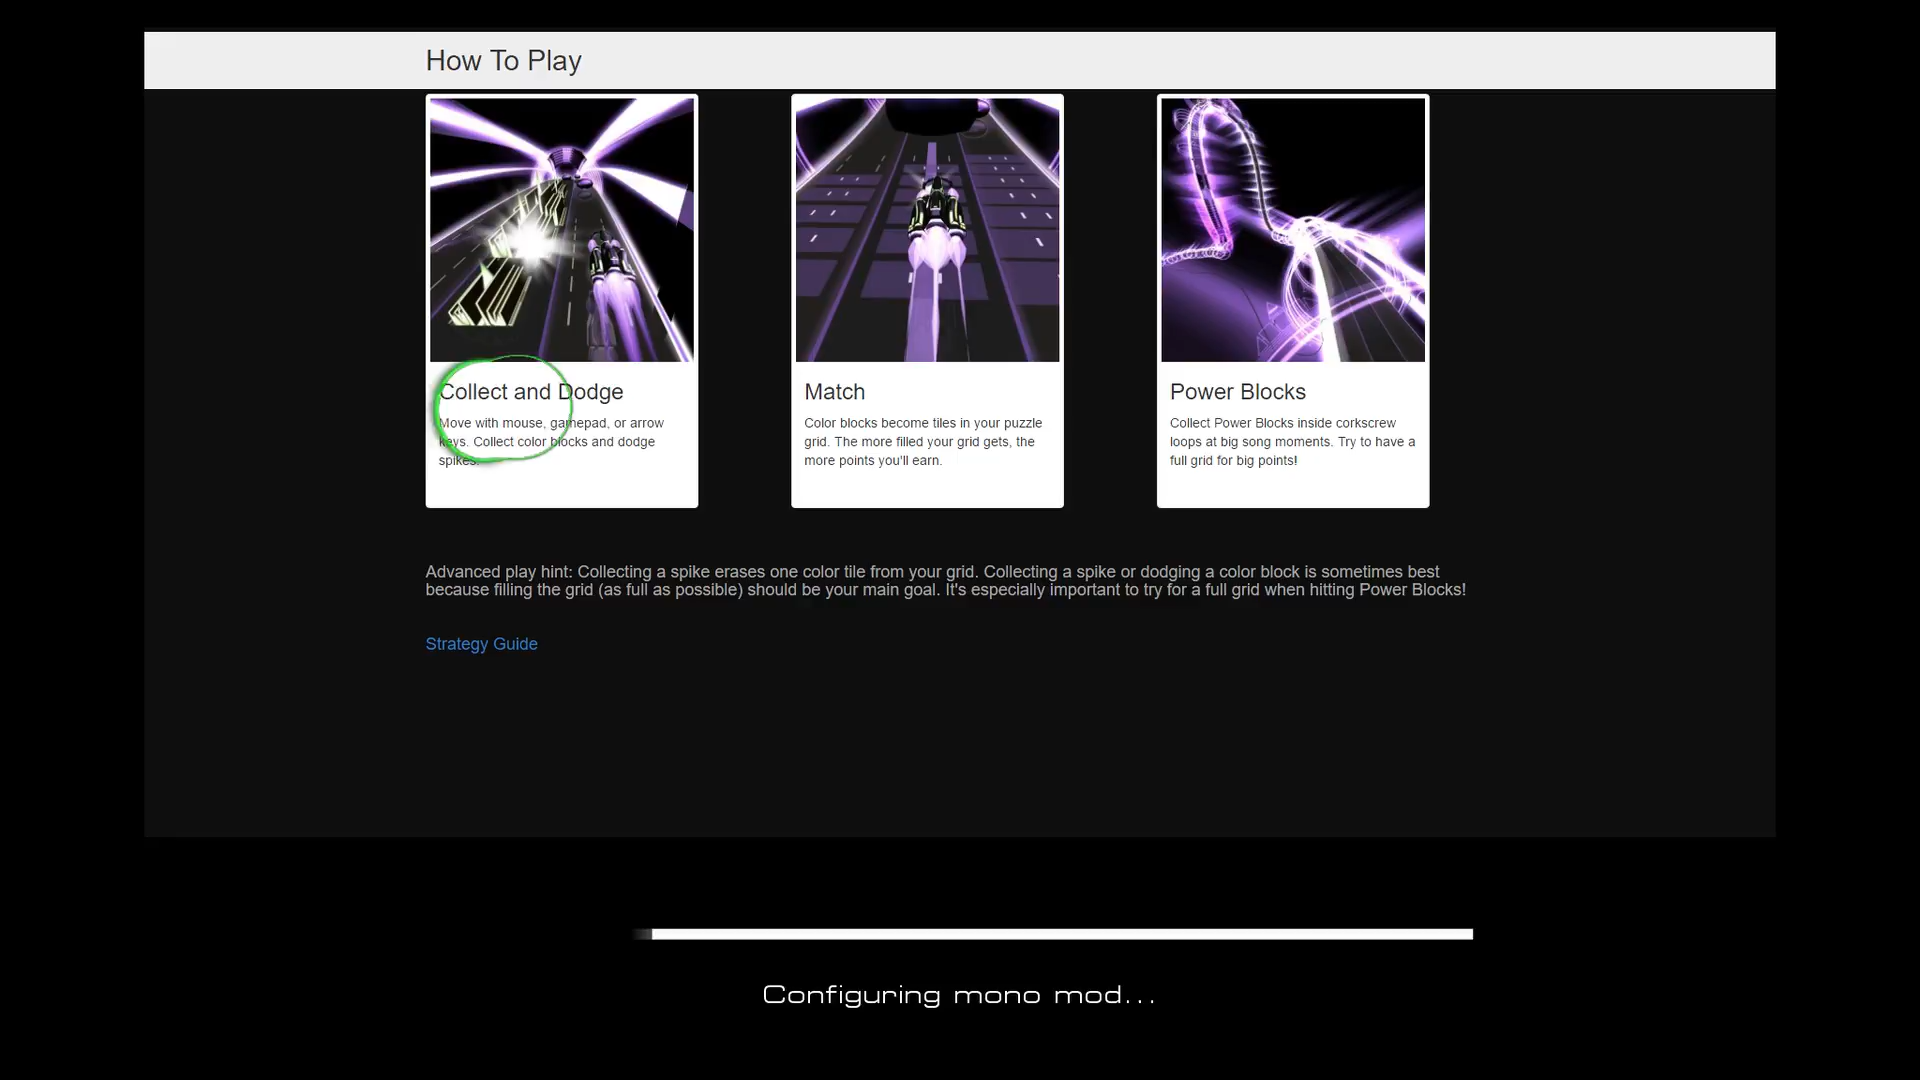 How To Play
Collect and Dodge
Move with mouse, gamepad, or arrow
keys. Collect color blocks and dodge
spikes.
Match
Color blocks become tiles in your puzzle
grid. The more filled your grid gets, the
more points you'll earn.
Power Blocks
Collect Power Blocks inside corkscrew
loops at big song moments. Try to have a
full grid for big points!
Advanced play hint: Collecting a spike erases one color tile from your grid. Collecting a spike or dodging a color block is sometimes best
because filling the grid (as full as possible) should be your main goal. It's especially important to try for a full grid when hitting Power Blocks!
Strategy Guide
Configuring mono mod...